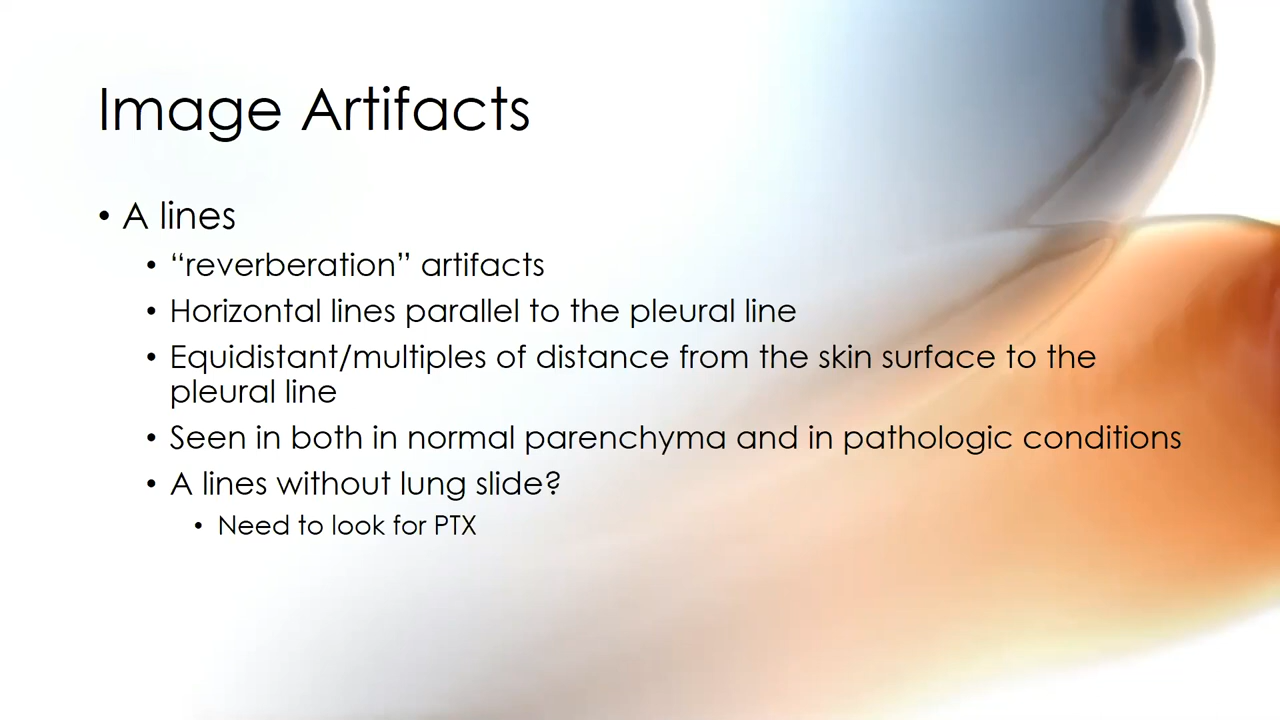 Image Artifacts
• A lines
• “reverberation” artifacts
• Horizontal lines parallel to the pleural line
• Equidistant/multiples of distance from the skin surface to the
pleural line
• Seen in both in normal parenchyma and in pathologic conditions
• A lines without lung slide?
• Need to look for PTX